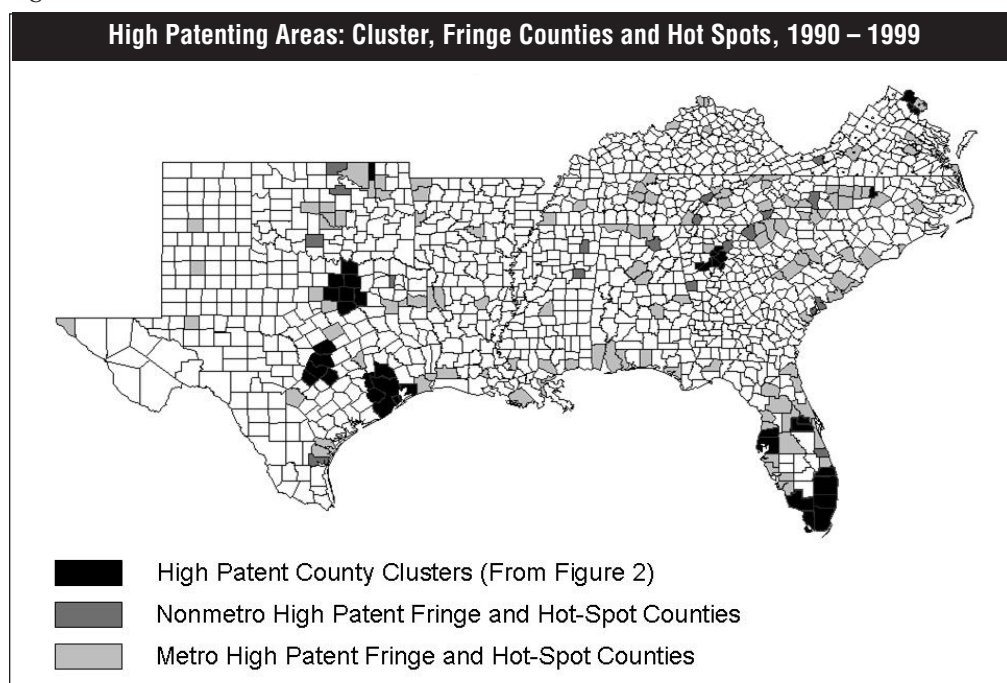 High Patenting Areas: Cluster, Fringe Counties and Hot Spots, 1990 – 1999
High Patent County Clusters (From Figure 2)
Nonmetro High Patent Fringe and Hot-Spot Counties
Metro High Patent Fringe and Hot-Spot Counties